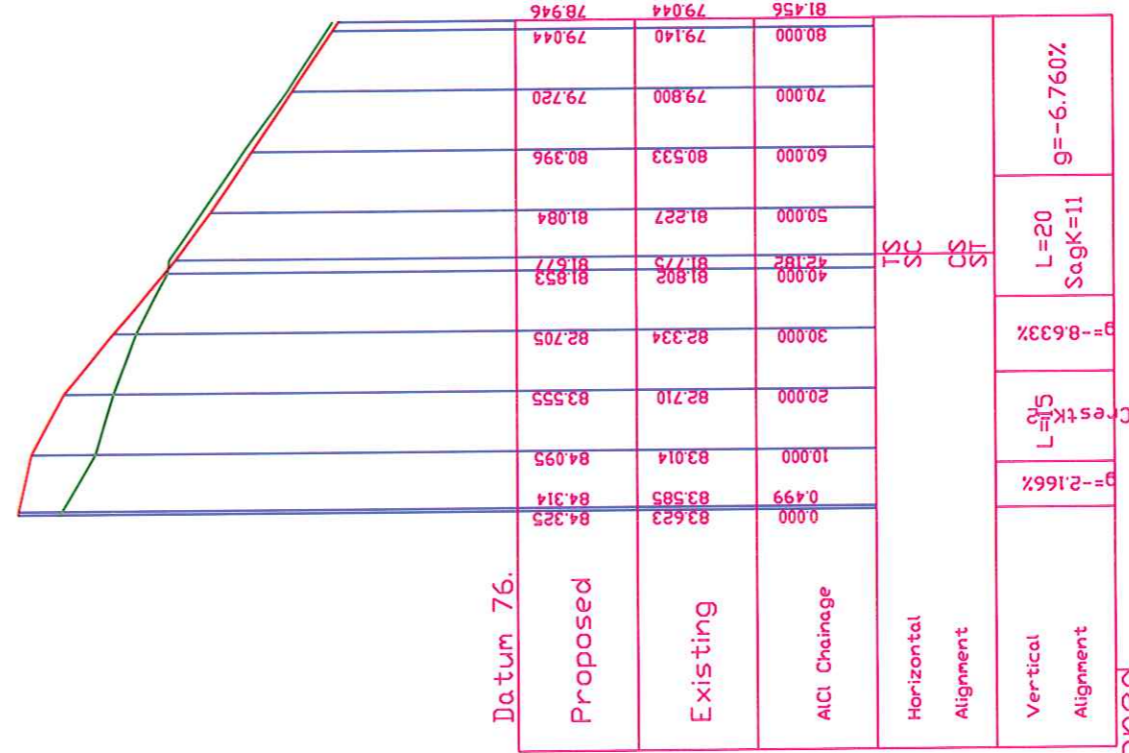 Datum 76.
Proposed
84.325
84.314
84.095
83.555
82.705
81.853
81.677
81.084
80.396
79.720
79.044
78.946
Existing
83.623
83.585
83.014
82.710
82.334
81.802
81.775
81.227
80.533
79.800
79.140
79.044
AlCl Chainage
0.000
0.499
10.000
20.000
30.000
40.000
42.182
50.000
60.000
70.000
80.000
81.456
Horizontal
Alignment
TS
SC
CS
ST
Vertical
Alignment
g=-2.166%
L=15
g=-8.633%
L=20
SagK=11
g=-6.760%